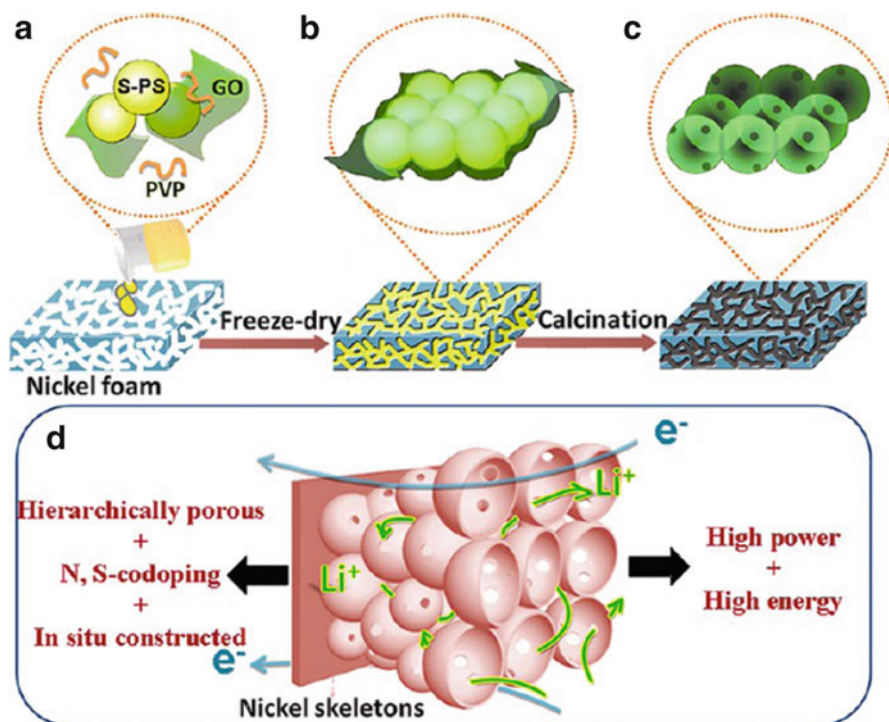 a
b
c
S-PS
GO
PVP
Freeze-dry
Calcination
Nickel foam
d
e-
Hierarchically porous
+
N, S-codoping
+
In situ constructed
Li+
Li+
High power
+
High energy
e-
Nickel skeletons